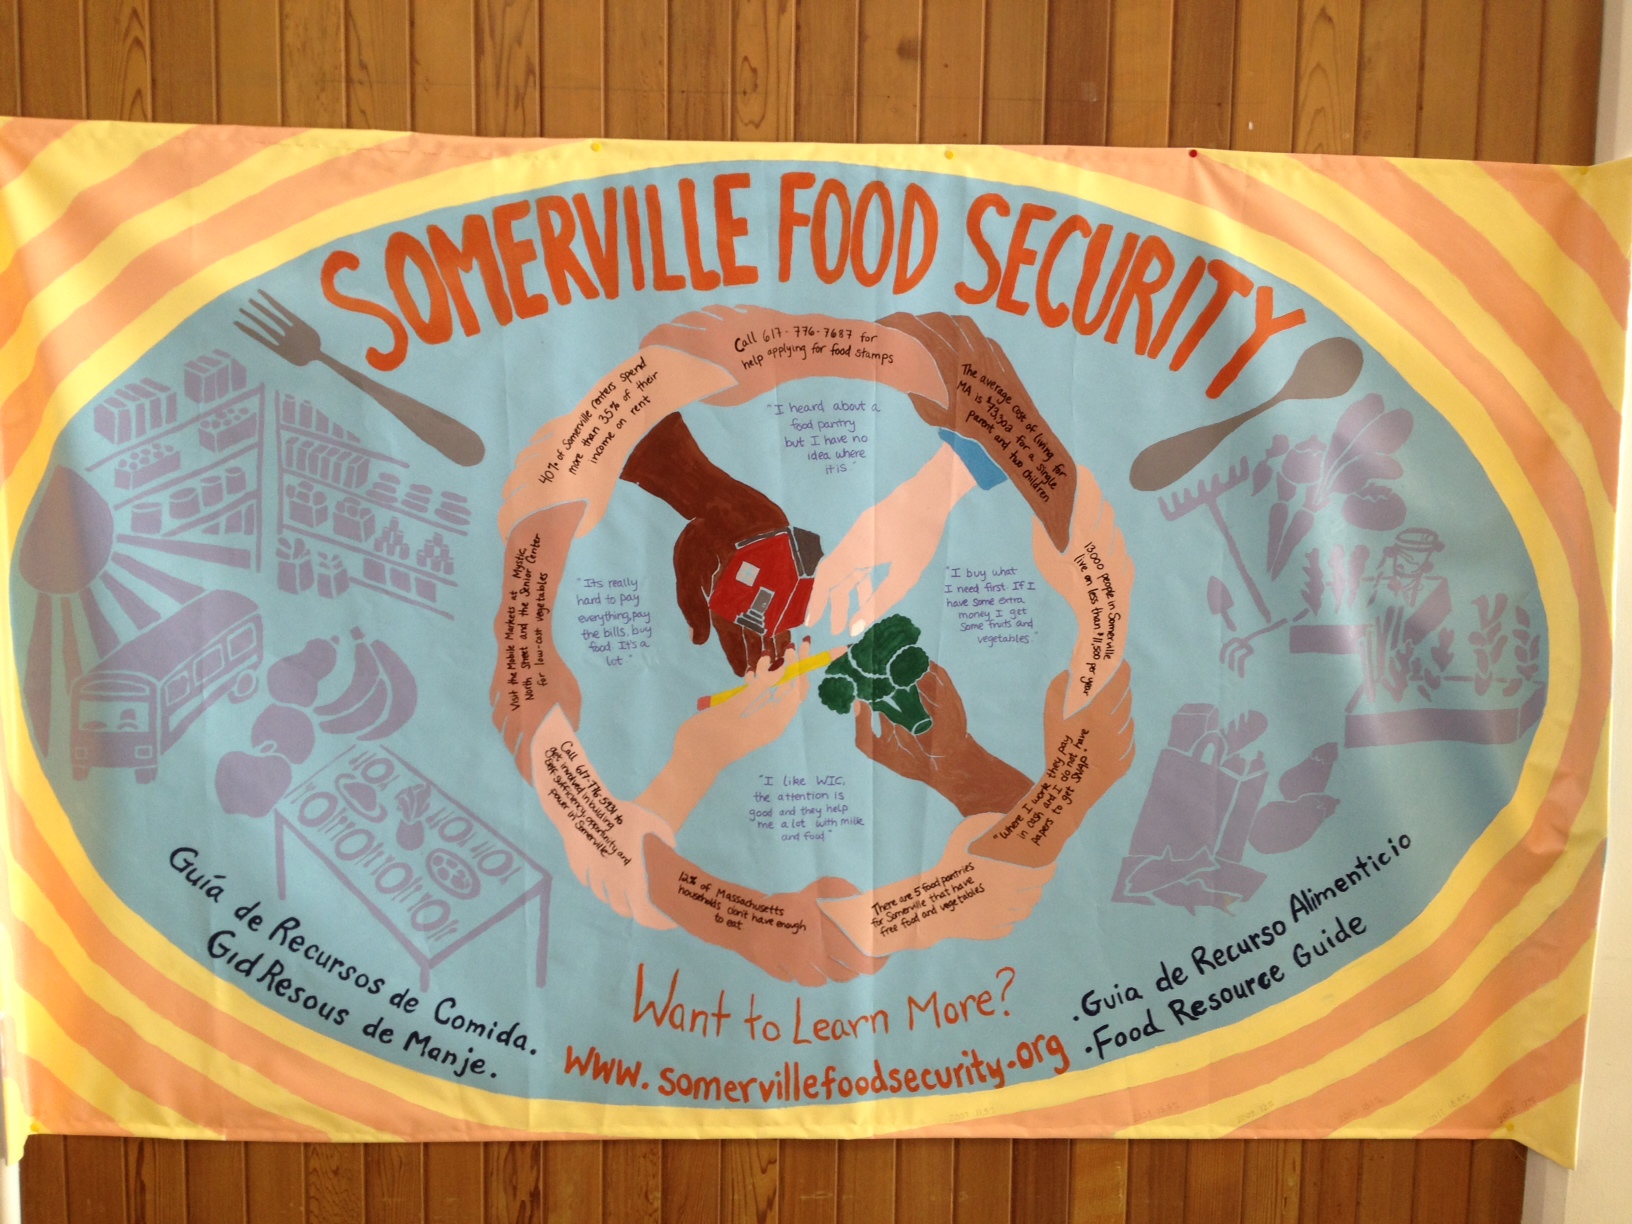 SOMERVILLE FOOD SECURITY
Call 617-776-7687 for
help applying for food stamps
The average cost of living for
MA is $73,302 for a single
parent and two children
13000 people in Somerville
live on less than $11,500 per year
"Where I work they pay
in cash and I do not have
papers to get SNAP."
There are 5 food pantries
for Somerville that have
free food and vegetables
12% of Massachusetts
households don't have enough
to eat
Call 617-776-5931 to
get involved in building
self-sufficiency, opportunity and
power in Somerville
Visit the Mobile Markets at Mystic,
North Street and the Senior Center
for low-cost vegetables
40% of Somerville renters spend
more than 35% of their
income on rent
"I heard about a
food pantry
but I have no
idea where
it is."
"Its really
hard to pay
everything, pay
the bills, buy
food. It's a
lot."
"I buy what
I need first. If I
have some extra
money I get
some fruits and
vegetables."
"I like WIC,
the attention is
good and they help
me a lot with milk
and food"
Guía de Recursos de Comida.
Gid Resous de Manje.
Want to Learn More?
www.somervillefoodsecurity.org
.Guia de Recurso Alimenticio
.Food Resource Guide